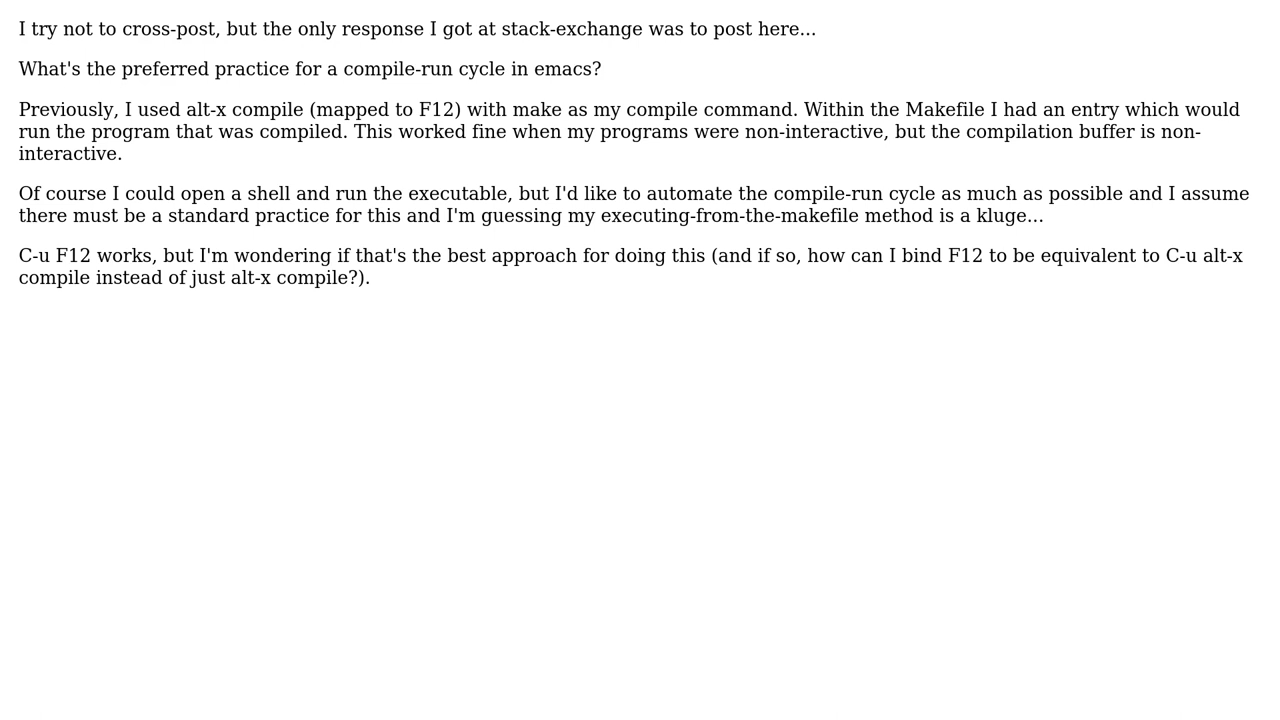 I try not to cross-post, but the only response I got at stack-exchange was to post here...
What's the preferred practice for a compile-run cycle in emacs?
Previously, I used alt-x compile (mapped to F12) with make as my compile command. Within the Makefile I had an entry which would
run the program that was compiled. This worked fine when my programs were non-interactive, but the compilation buffer is non-
interactive.
Of course I could open a shell and run the executable, but I'd like to automate the compile-run cycle as much as possible and I assume
there must be a standard practice for this and I'm guessing my executing-from-the-makefile method is a kluge...
C-u F12 works, but I'm wondering if that's the best approach for doing this (and if so, how can I bind F12 to be equivalent to C-u alt-x
compile instead of just alt-x compile?).